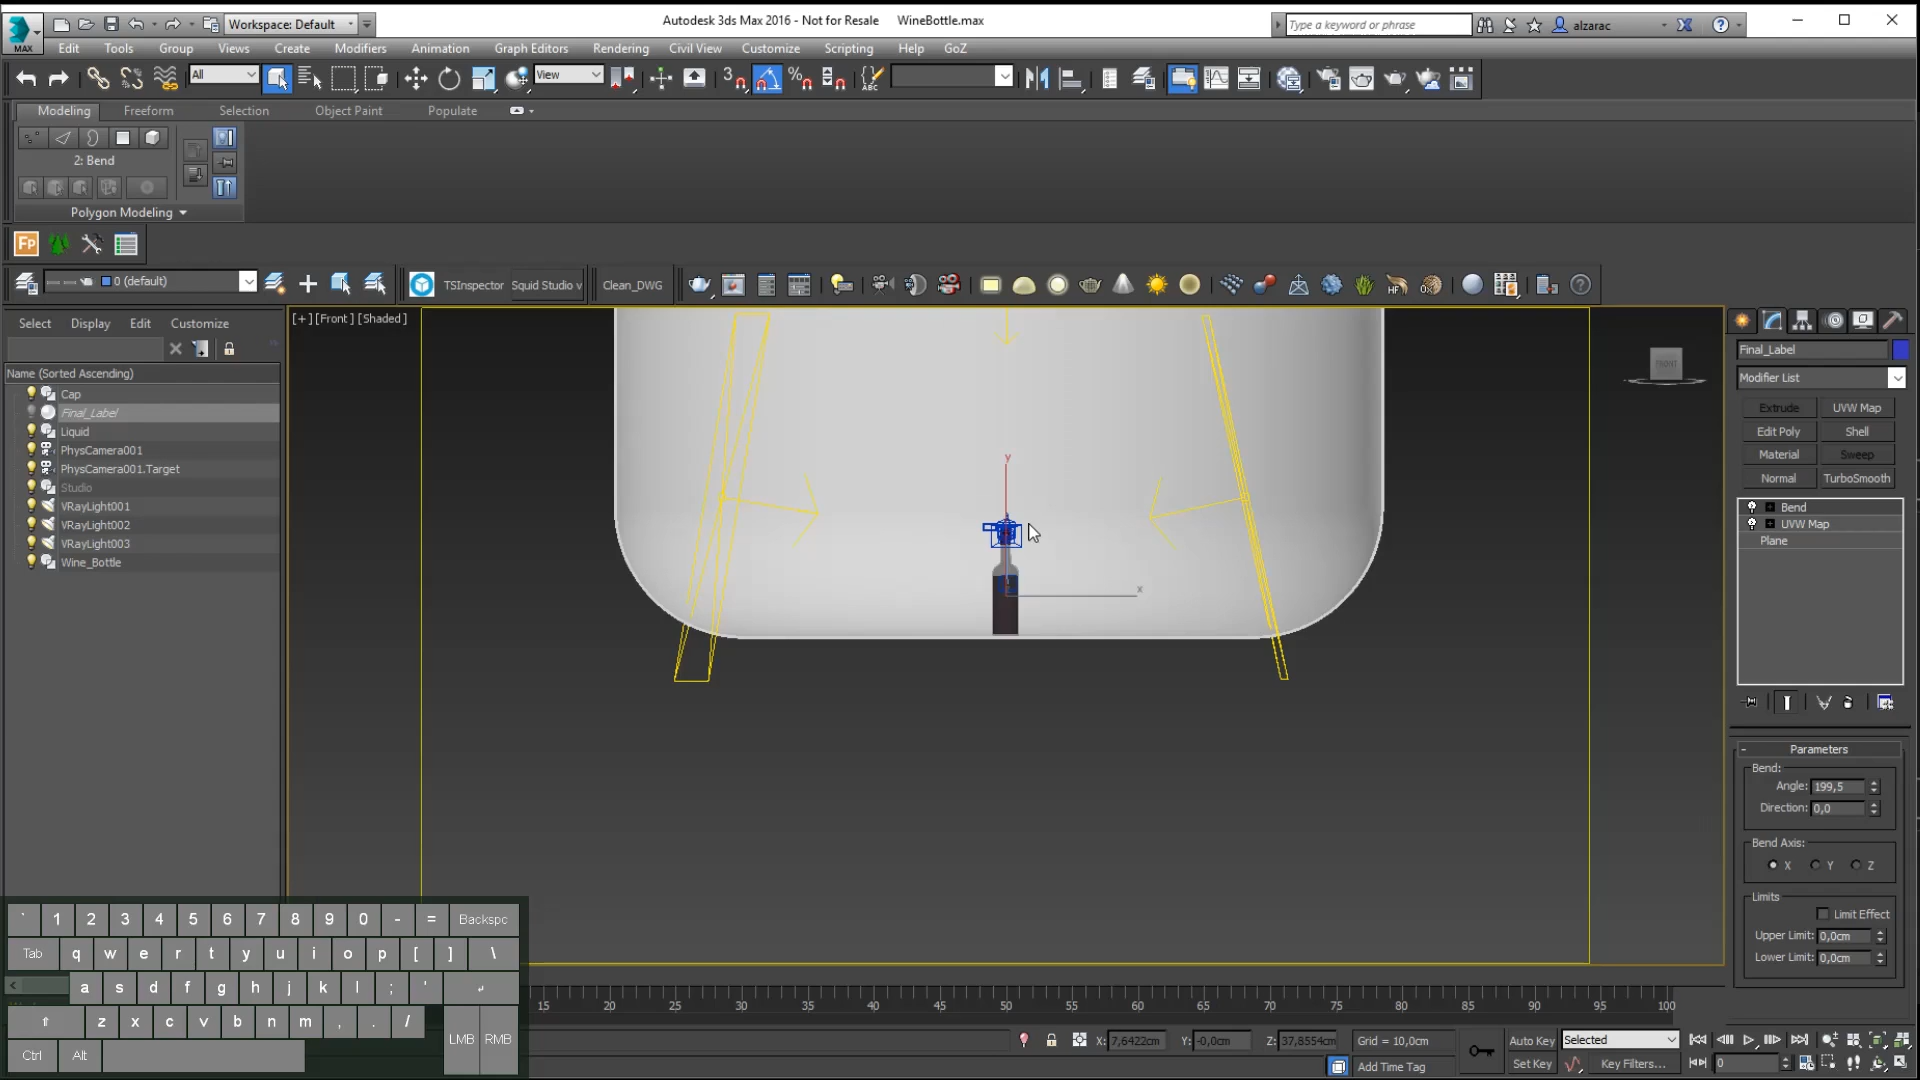 Workspace: Default
Autodesk 3ds Max 2016 - Not for Resale    WineBottle.max
Type a keyword or phrase
alzarac
MAX
Edit Tools Group Views Create Modifiers Animation Graph Editors Rendering Civil View Customize Scripting Help GoZ
All
View
3
ABC
Modeling Freeform Selection Object Paint Populate
2: Bend
Polygon Modeling
Fp
0 (default)
TSInspector
Squid Studio v
Clean_DWG
Select Display Edit Customize
Name (Sorted Ascending)
Cap
Final_Label
Liquid
PhysCamera001
PhysCamera001.Target
Studio
VRayLight001
VRayLight002
VRayLight003
Wine_Bottle
[+] [Front] [Shaded]
y
x
FRONT
Final_Label
Modifier List
Extrude UVW Map
Edit Poly Shell
Material Sweep
Normal TurboSmooth
Bend
UVW Map
Plane
- Parameters
Bend:
Angle: 199,5
Direction: 0,0
Bend Axis:
X Y Z
Limits
Limit Effect
Upper Limit: 0,0cm
Lower Limit: 0,0cm
` 1 2 3 4 5 6 7 8 9 0 - = Backspc
Tab q w e r t y u i o p [ ] \
a s d f g h j k l ; '
z x c v b n m , . /
Ctrl Alt
LMB RMB
15 25 30 35 40 45 50 55 60 65 70 75 80 85 90 95 100
X: 7,6422cm Y: -0,0cm Z: 37,8554cm Grid = 10,0cm
Add Time Tag
Auto Key Selected
Set Key Key Filters...
0